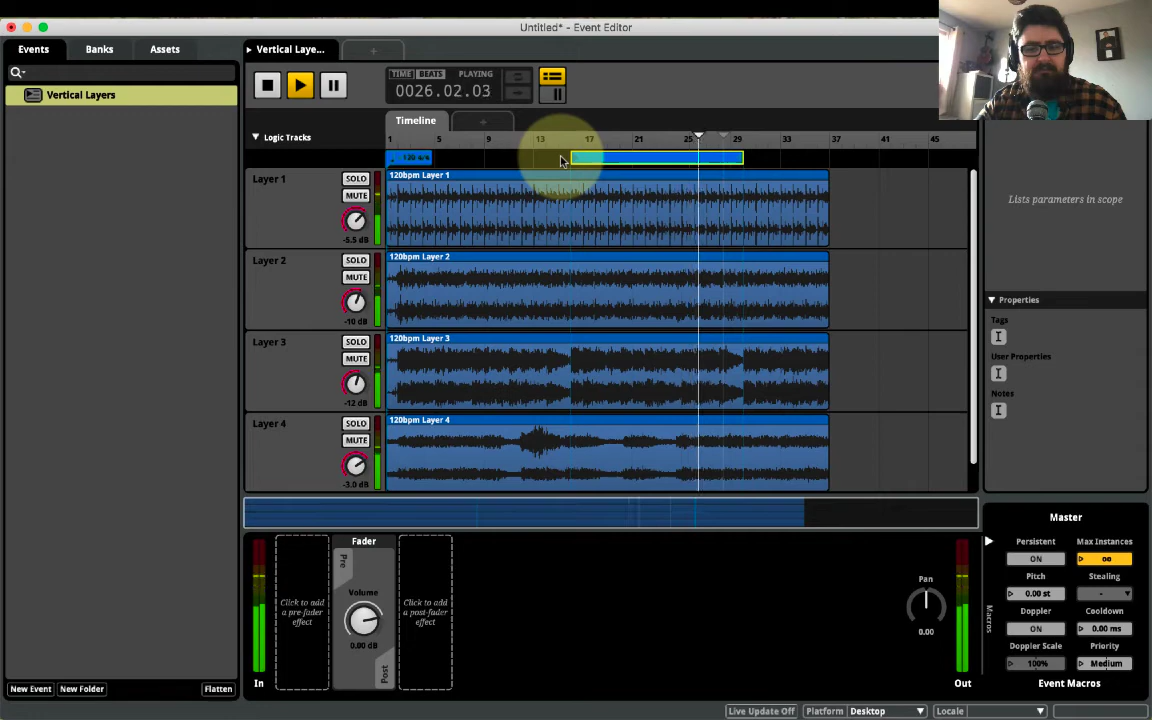 Untitled* - Event Editor
Events
Banks
Assets
Vertical Laye...
+
Vertical Layers
TIME
BEATS
PLAYING
0026.02.03
Timeline
+
Logic Tracks
1
5
9
13
17
21
25
29
33
37
41
45
120 4/4
Layer 1
SOLO
MUTE
-5.5 dB
120bpm Layer 1
Layer 2
SOLO
MUTE
-10 dB
120bpm Layer 2
Layer 3
SOLO
MUTE
-12 dB
120bpm Layer 3
Layer 4
SOLO
MUTE
-3.0 dB
120bpm Layer 4
Lists parameters in scope
Properties
Tags
User Properties
Notes
Fader
Pre
Volume
0.00 dB
Post
Click to add
a pre-fader
effect
Click to add
a post-fader
effect
Pan
0.00
In
Out
Macros
Master
Persistent
Max Instances
ON
∞
Pitch
Stealing
0.00 st
-
Doppler
Cooldown
ON
0.00 ms
Doppler Scale
Priority
100%
Medium
Event Macros
New Event
New Folder
Flatten
Live Update Off
Platform
Desktop
Locale